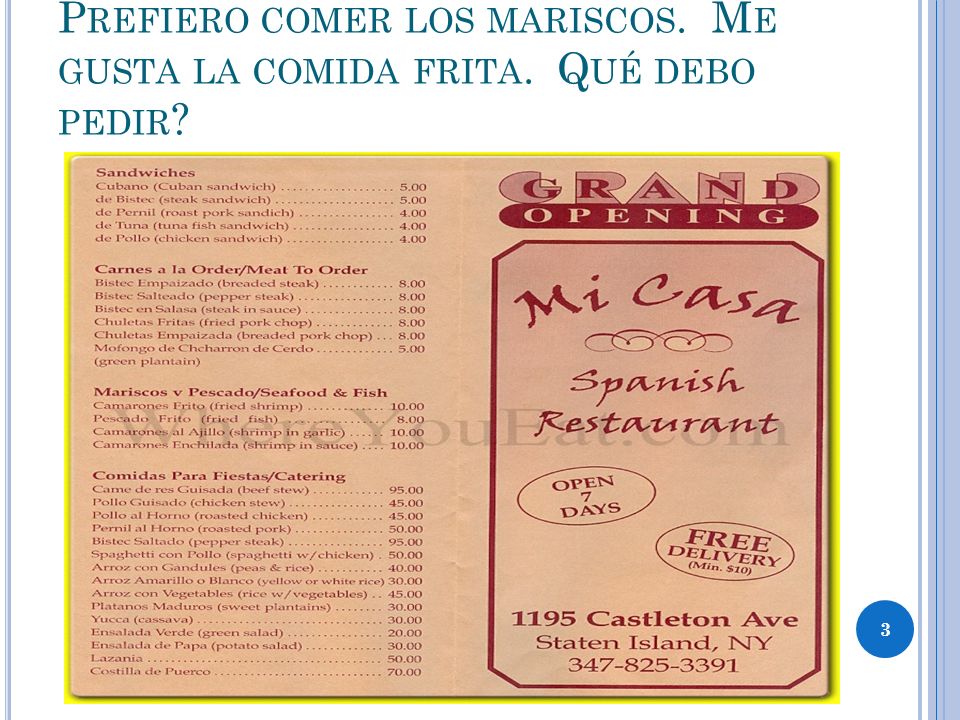 PREFIERO COMER LOS MARISCOS. ME
GUSTA LA COMIDA FRITA. QUÉ DEBO
PEDIR?
Sandwiches
Cubano (Cuban sandwich) .................. 5.00
de Bistec (steak sandwich) .................... 5.00
de Pernil (roast pork sandich) ................ 4.00
de Tuna (tuna fish sandwich) ................. 4.00
de Pollo (chicken sandwich) .................. 4.00
Carnes a la Order/Meat To Order
Bistec Empaizado (breaded steak) ........... 8.00
Bistec Salteado (pepper steak) ............... 8.00
Bistec en Salasa (steak in sauce) ............. 8.00
Chuletas Fritas (fried pork chop) ............ 8.00
Chuletas Empaizada (breaded pork chop) ... 8.00
Mofongo de Chcharron de Cerdo ............ 5.00
(green plantain)
Mariscos v Pescado/Seafood & Fish
Camarones Frito (fried shrimp) ........... 10.00
Pescado Frito (fried fish) .............. 8.00
Camarones al Ajillo (shrimp in garlic) .... 10.00
Camarones Enchilada (shrimp in sauce) .... 10.00
Comidas Para Fiestas/Catering
Carne de res Guisada (beef stew) ........... 95.00
Pollo Guisado (chicken stew) ................ 45.00
Pollo al Horno (roasted chicken) ........... 45.00
Pernil al Horno (roasted pork) .............. 50.00
Bistec Saltado (pepper steak) ............... 95.00
Spaghetti con Pollo (spaghetti w/chicken) . 50.00
Arroz con Gandules (peas & rice) ........... 40.00
Arroz Amarillo o Blanco (yellow or white rice) 30.00
Arroz con Vegetables (rice w/vegetables) .. 45.00
Platanos Maduros (sweet plantains) ........ 30.00
Yucca (cassava) ............................. 30.00
Ensalada Verde (green salad) ............... 20.00
Ensalada de Papa (potato salad) ............ 30.00
Lazania ...................................... 50.00
Costilla de Puerco .......................... 70.00
GRAND
OPENING
Mi Casa
Spanish
Restaurant
WhereYouEat.com
OPEN
7
DAYS
FREE
DELIVERY
(Min. $10)
1195 Castleton Ave
Staten Island, NY
347-825-3391
3